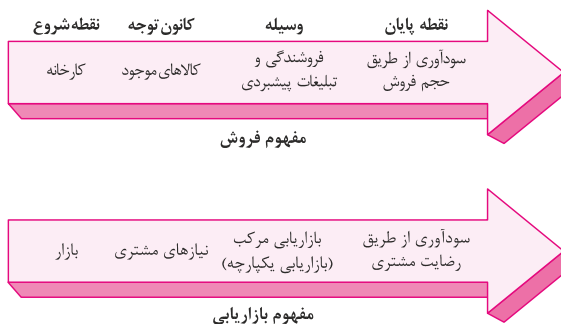 نقطه شروع	کانون توجه	وسیله	نقطه پایان
کارخانه	کالاهای موجود	فروشندگی و	سودآوری از طریق
تبلیغات پیشبردی	حجم فروش
مفهوم فروش
بازار	نیازهای مشتری	بازاریابی مرکب	سودآوری از طریق
(بازاریابی یکپارچه)	رضایت مشتری
مفهوم بازاریابی